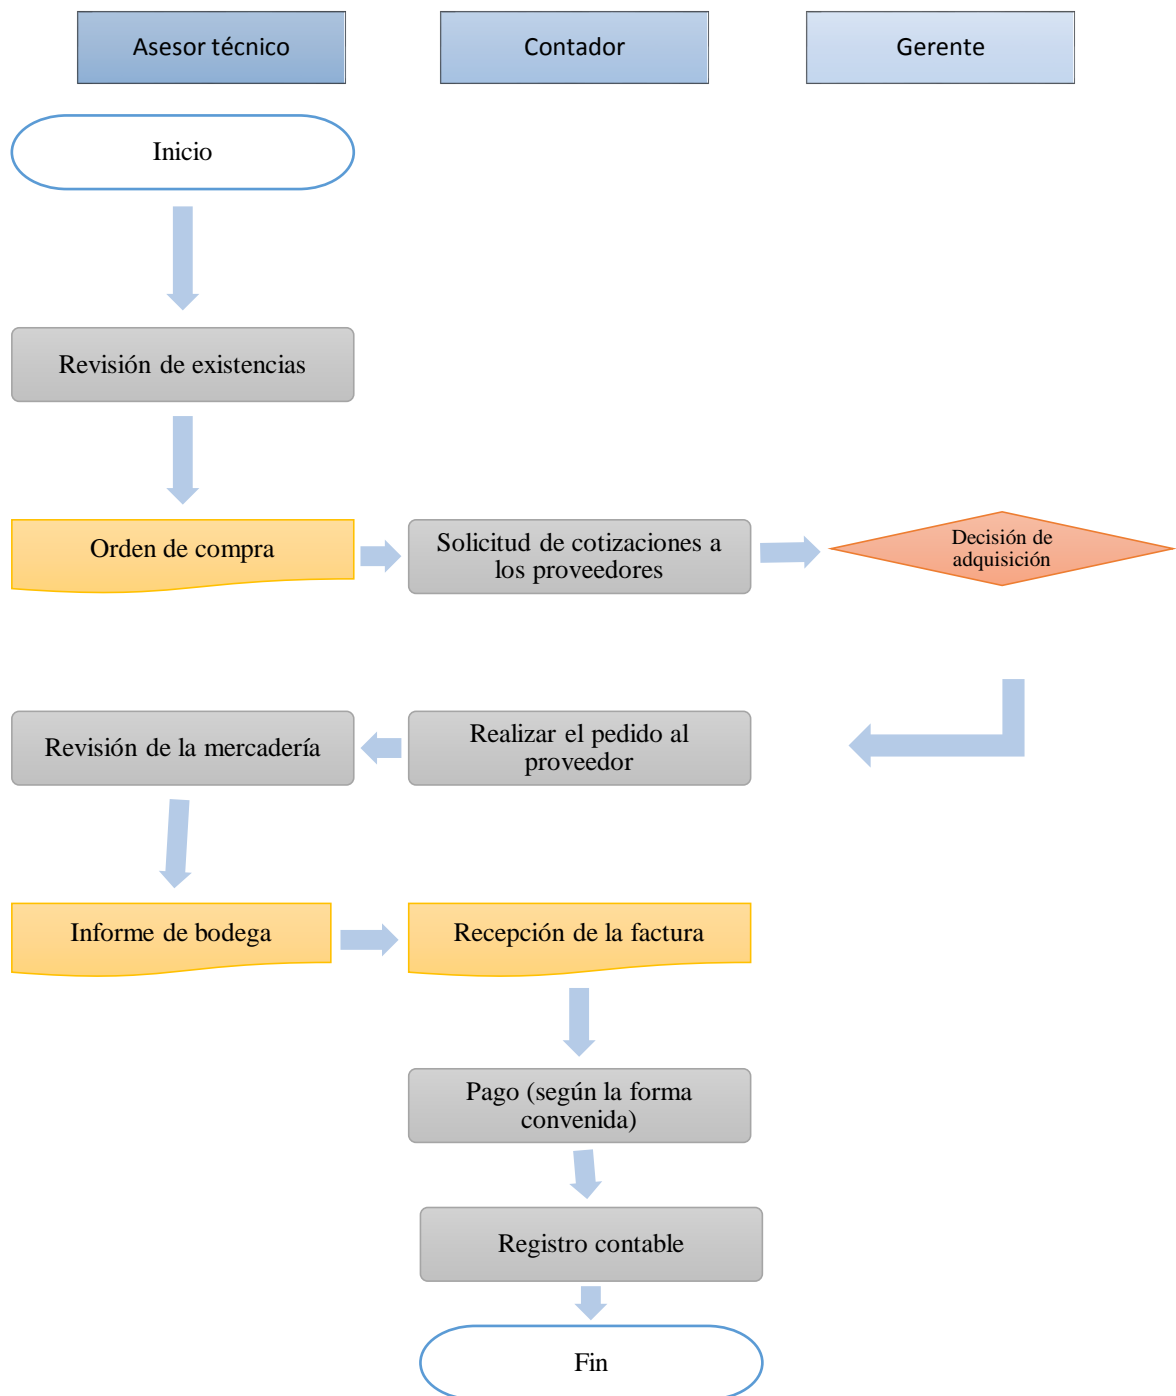 Asesor técnico
Contador
Gerente
Inicio
Revisión de existencias
Orden de compra
Solicitud de cotizaciones a
los proveedores
Decisión de
adquisición
Revisión de la mercadería
Realizar el pedido al
proveedor
Informe de bodega
Recepción de la factura
Pago (según la forma
convenida)
Registro contable
Fin